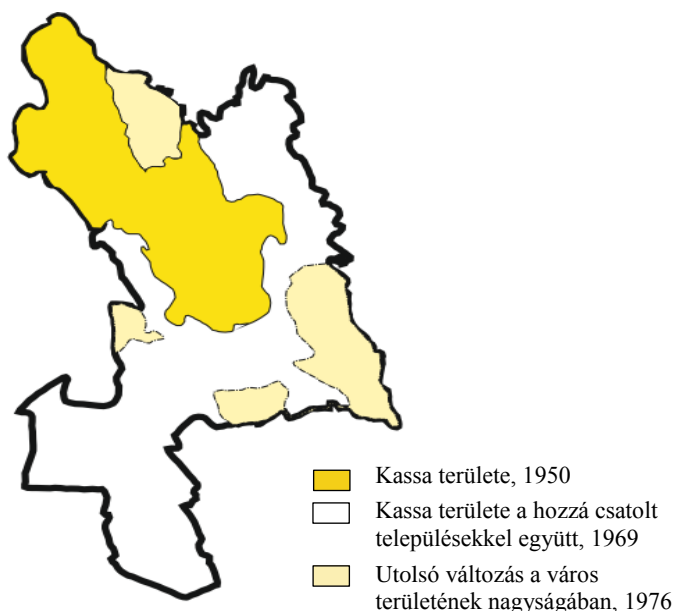 Kassa területe, 1950
Kassa területe a hozzá csatolt
településekkel együtt, 1969
Utolsó változás a város
területének nagyságában, 1976